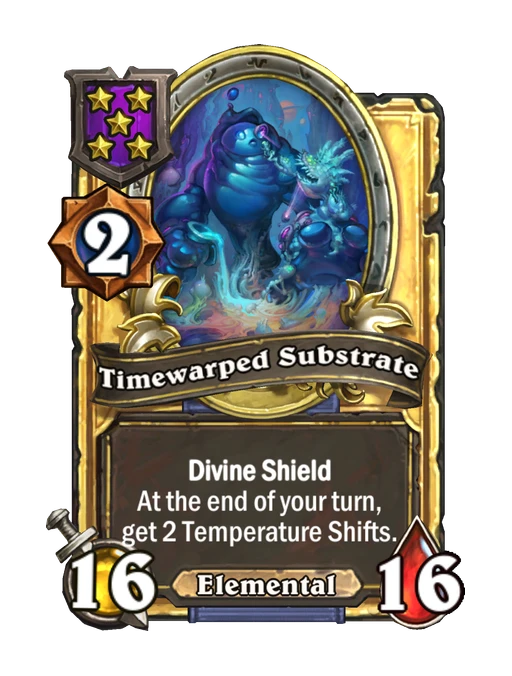 2
Timewarped Substrate
Divine Shield
At the end of your turn,
get 2 Temperature Shifts.
16
Elemental
16